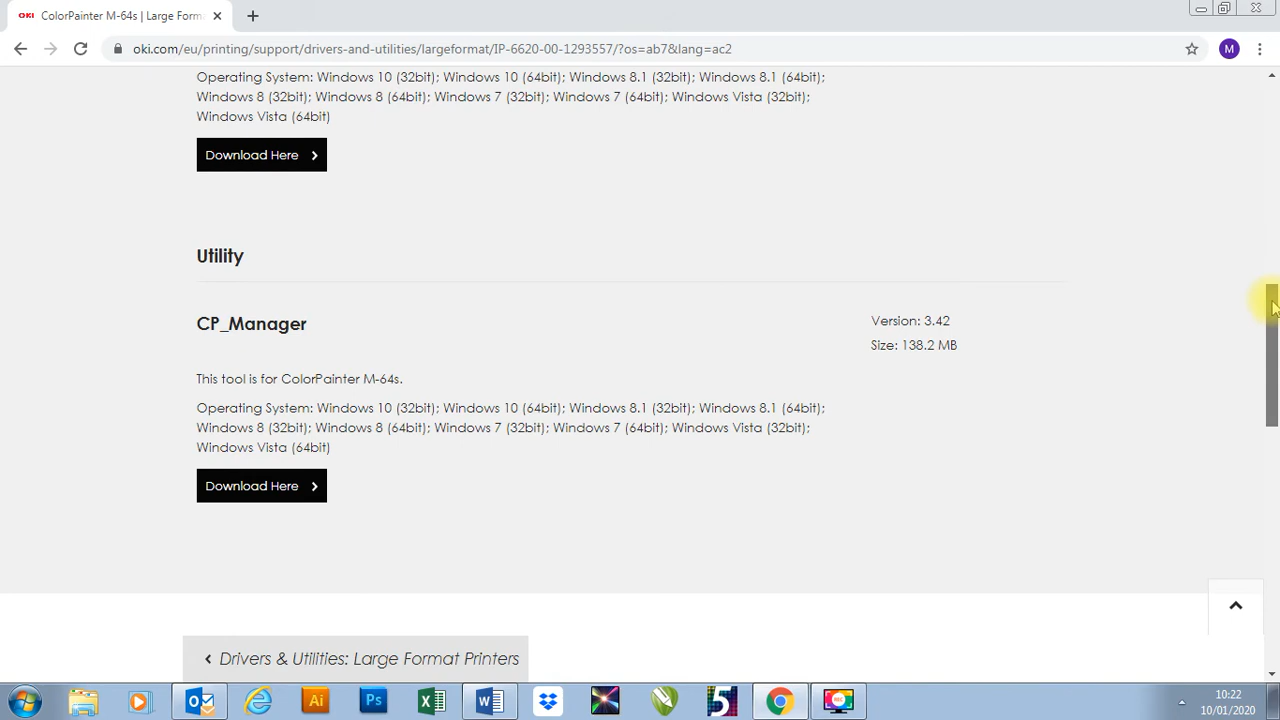 OKI ColorPainter M-64s | Large Form
oki.com/eu/printing/support/drivers-and-utilities/largeformat/IP-6620-00-1293557/?os=ab7&lang=ac2
M
Operating System: Windows 10 (32bit); Windows 10 (64bit); Windows 8.1 (32bit); Windows 8.1 (64bit);
Windows 8 (32bit); Windows 8 (64bit); Windows 7 (32bit); Windows 7 (64bit); Windows Vista (32bit);
Windows Vista (64bit)
Download Here
Utility
CP_Manager
Version: 3.42
Size: 138.2 MB
This tool is for ColorPainter M-64s.
Operating System: Windows 10 (32bit); Windows 10 (64bit); Windows 8.1 (32bit); Windows 8.1 (64bit);
Windows 8 (32bit); Windows 8 (64bit); Windows 7 (32bit); Windows 7 (64bit); Windows Vista (32bit);
Windows Vista (64bit)
Download Here
Drivers & Utilities: Large Format Printers
Ai
Ps
5
10:22
10/01/2020